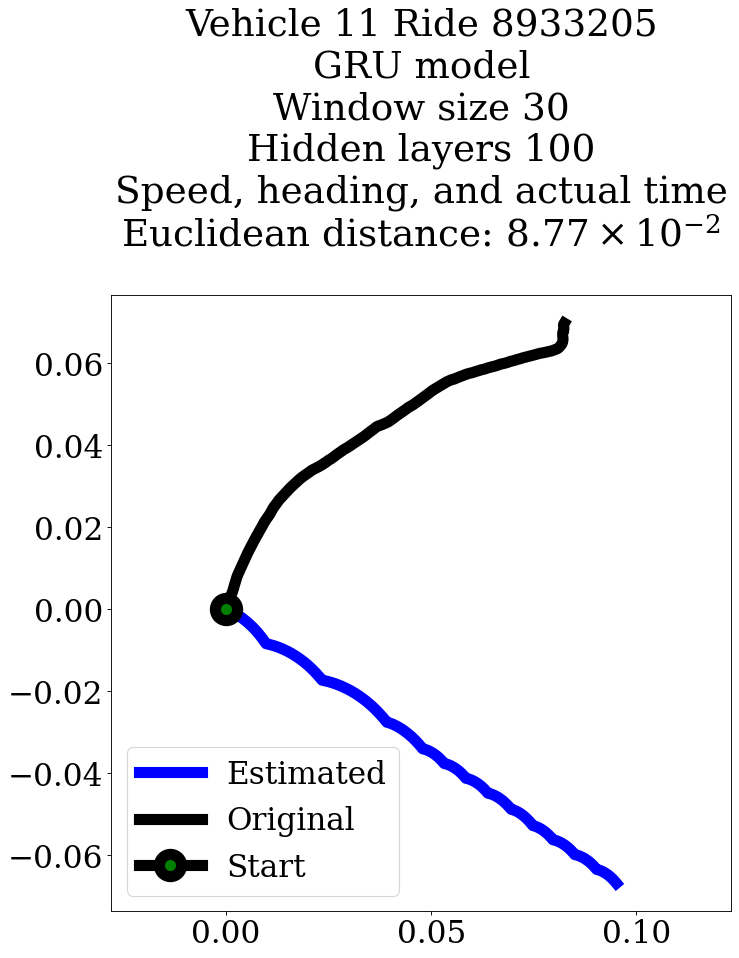 Vehicle 11 Ride 8933205
GRU model
Window size 30
Hidden layers 100
Speed, heading, and actual time
Euclidean distance: 8.77 × 10⁻²
0.06
0.04
0.02
0.00
−0.02
−0.04
−0.06
Estimated
Original
Start
0.00 0.05 0.10